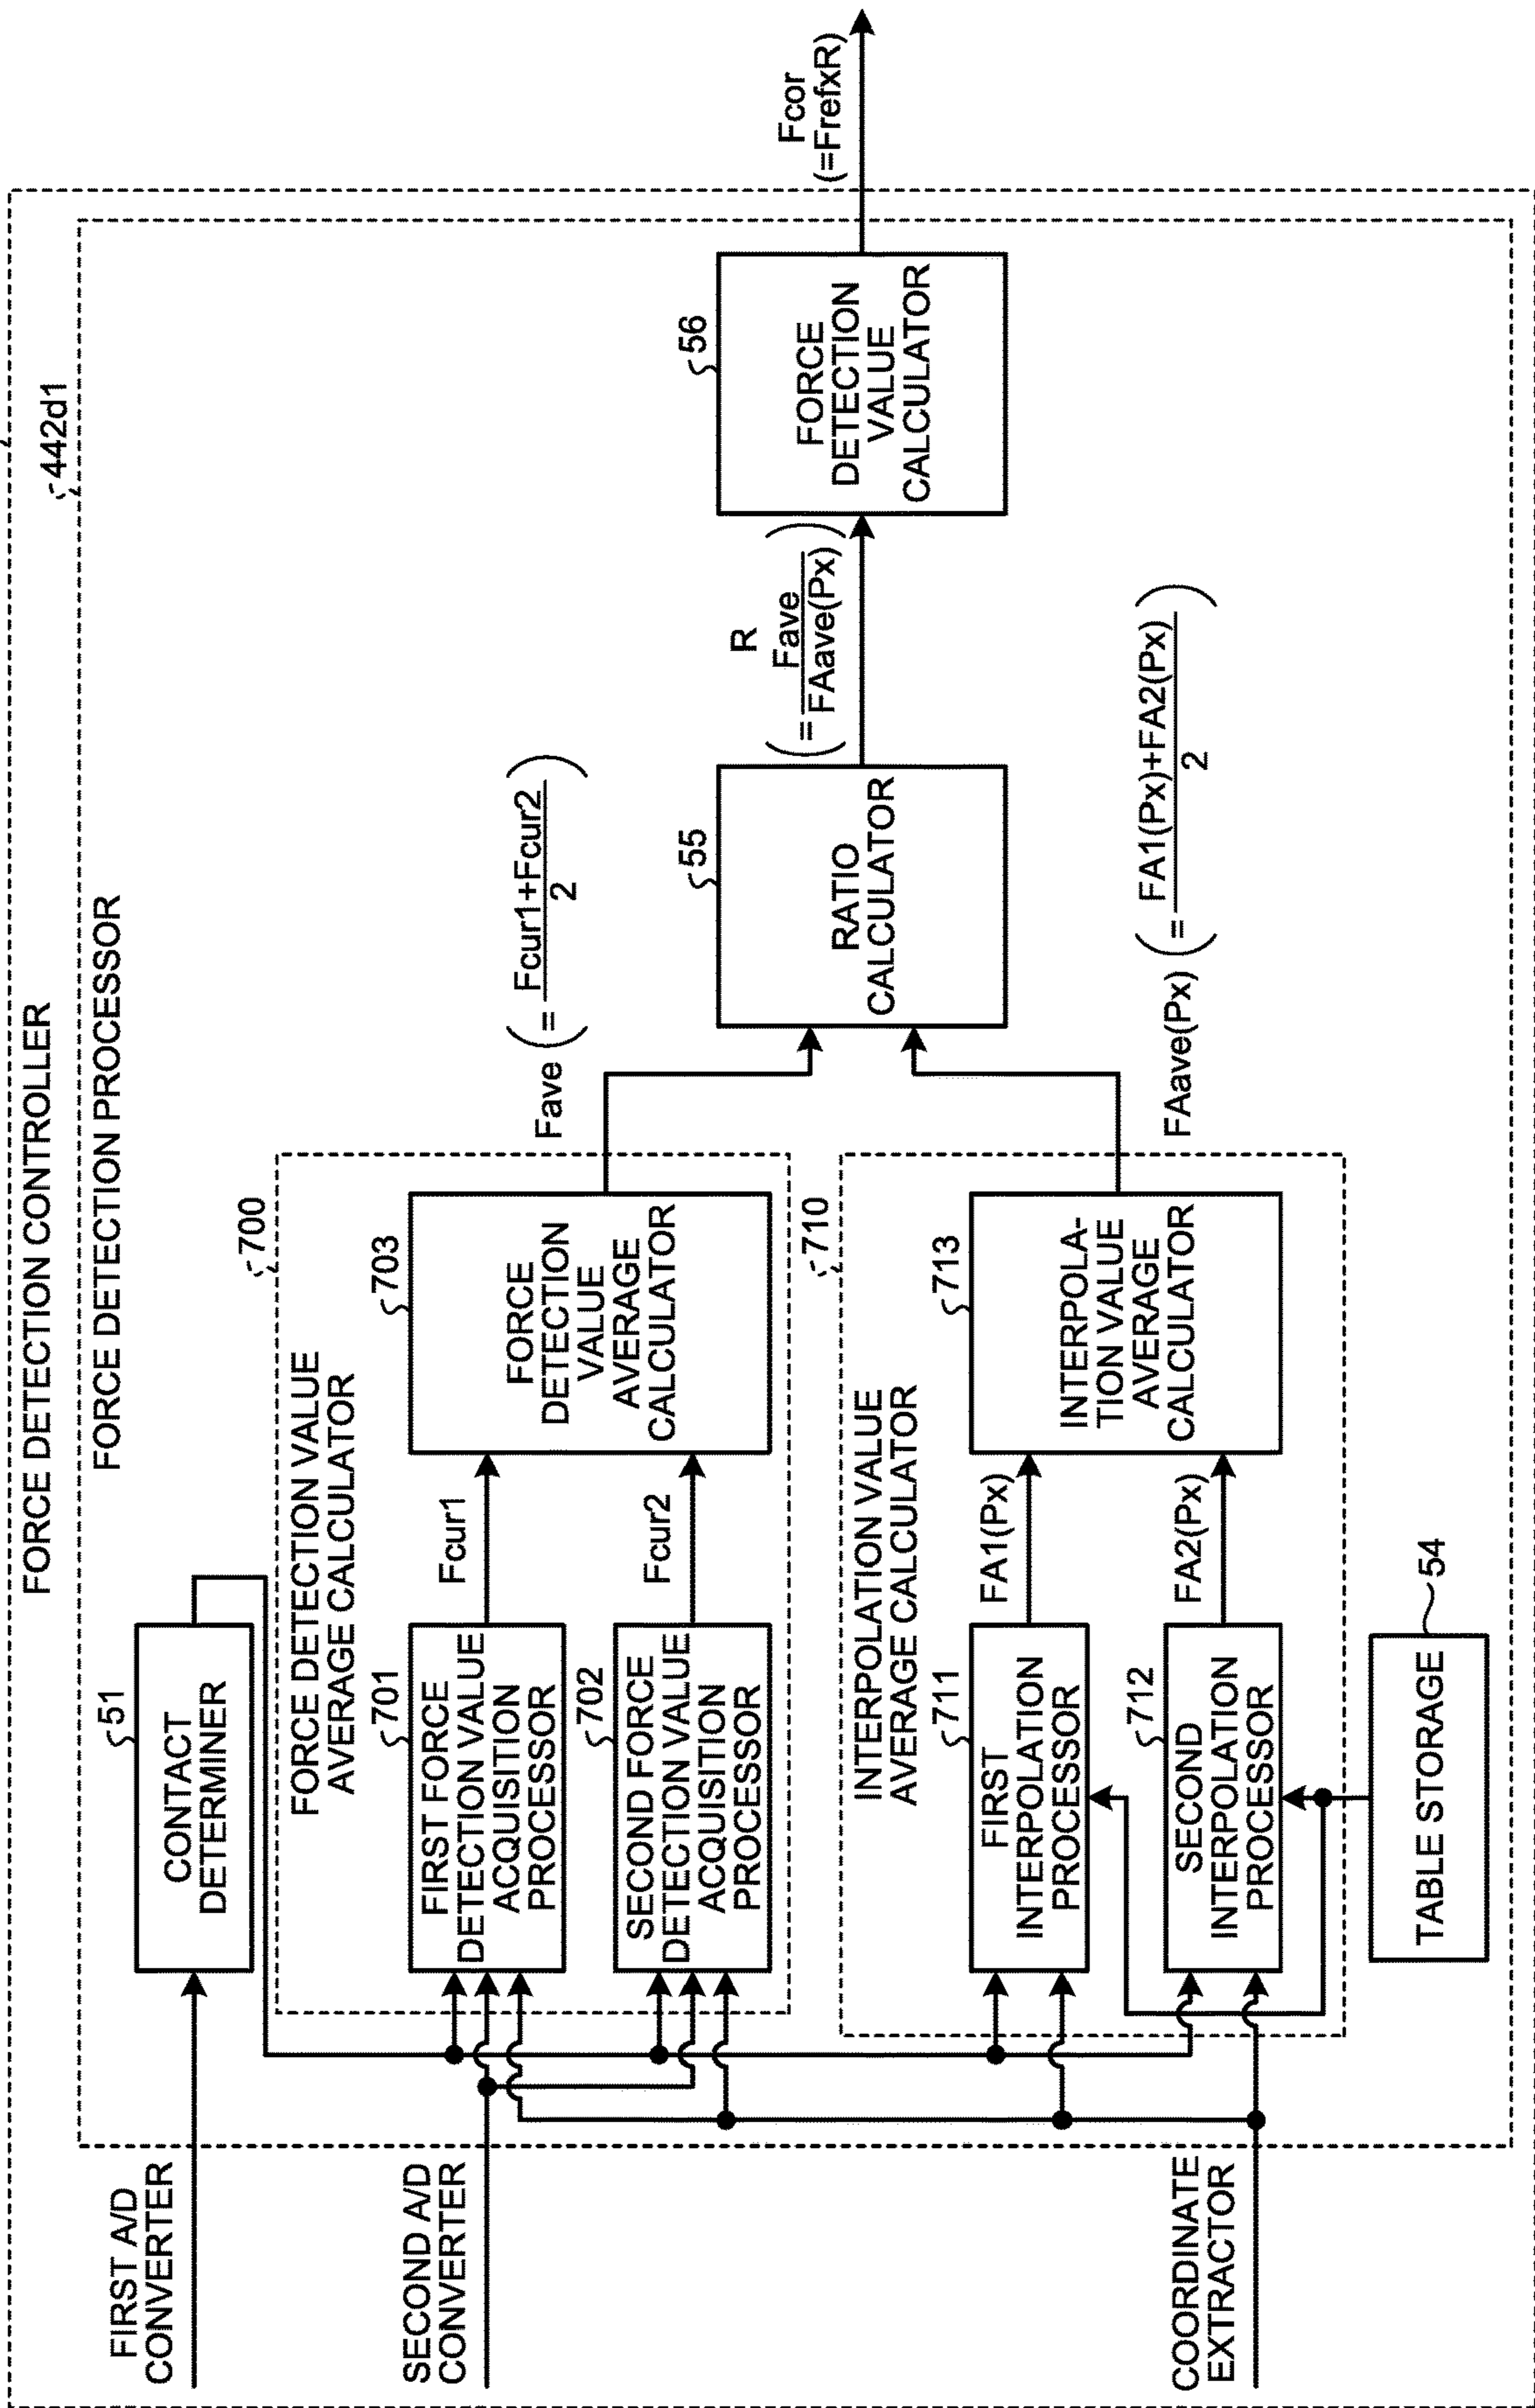 FORCE DETECTION CONTROLLER
442d1
FORCE DETECTION PROCESSOR
FIRST A/D
CONVERTER
51
CONTACT
DETERMINER
700
FORCE DETECTION VALUE
AVERAGE CALCULATOR
SECOND A/D
CONVERTER
701
FIRST FORCE
DETECTION VALUE
ACQUISITION
PROCESSOR
Fcur1
702
SECOND FORCE
DETECTION VALUE
ACQUISITION
PROCESSOR
Fcur2
703
FORCE
DETECTION
VALUE
AVERAGE
CALCULATOR
Fave (= Fcur1+Fcur2 / 2)
710
INTERPOLATION VALUE
AVERAGE CALCULATOR
711
FIRST
INTERPOLATION
PROCESSOR
FA1(Px)
712
SECOND
INTERPOLATION
PROCESSOR
FA2(Px)
713
INTERPOLA-
TION VALUE
AVERAGE
CALCULATOR
FAave(Px) (= FA1(Px)+FA2(Px) / 2)
COORDINATE
EXTRACTOR
TABLE STORAGE
54
55
RATIO
CALCULATOR
R
(= Fave / FAave(Px))
56
FORCE
DETECTION
VALUE
CALCULATOR
Fcor
(=FrefxR)